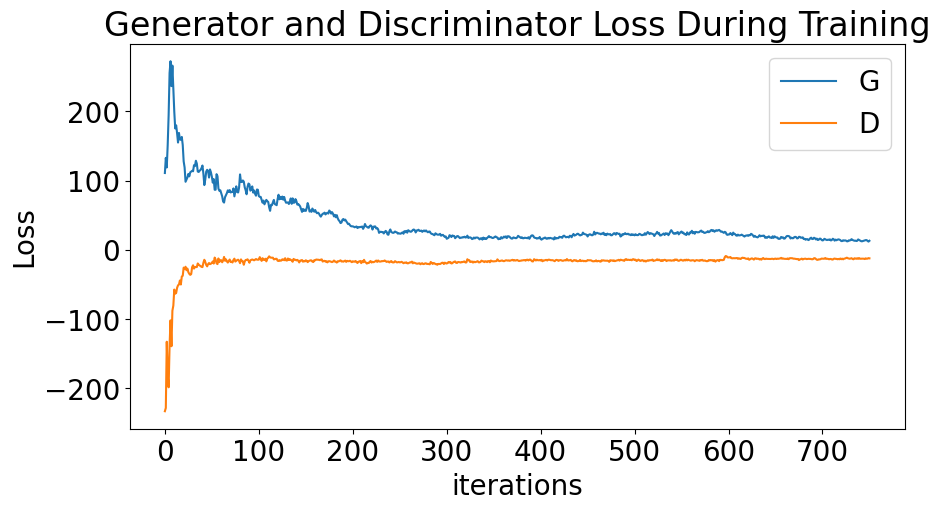 Generator and Discriminator Loss During Training
G
D
Loss
200
100
0
−100
−200
0 100 200 300 400 500 600 700
iterations